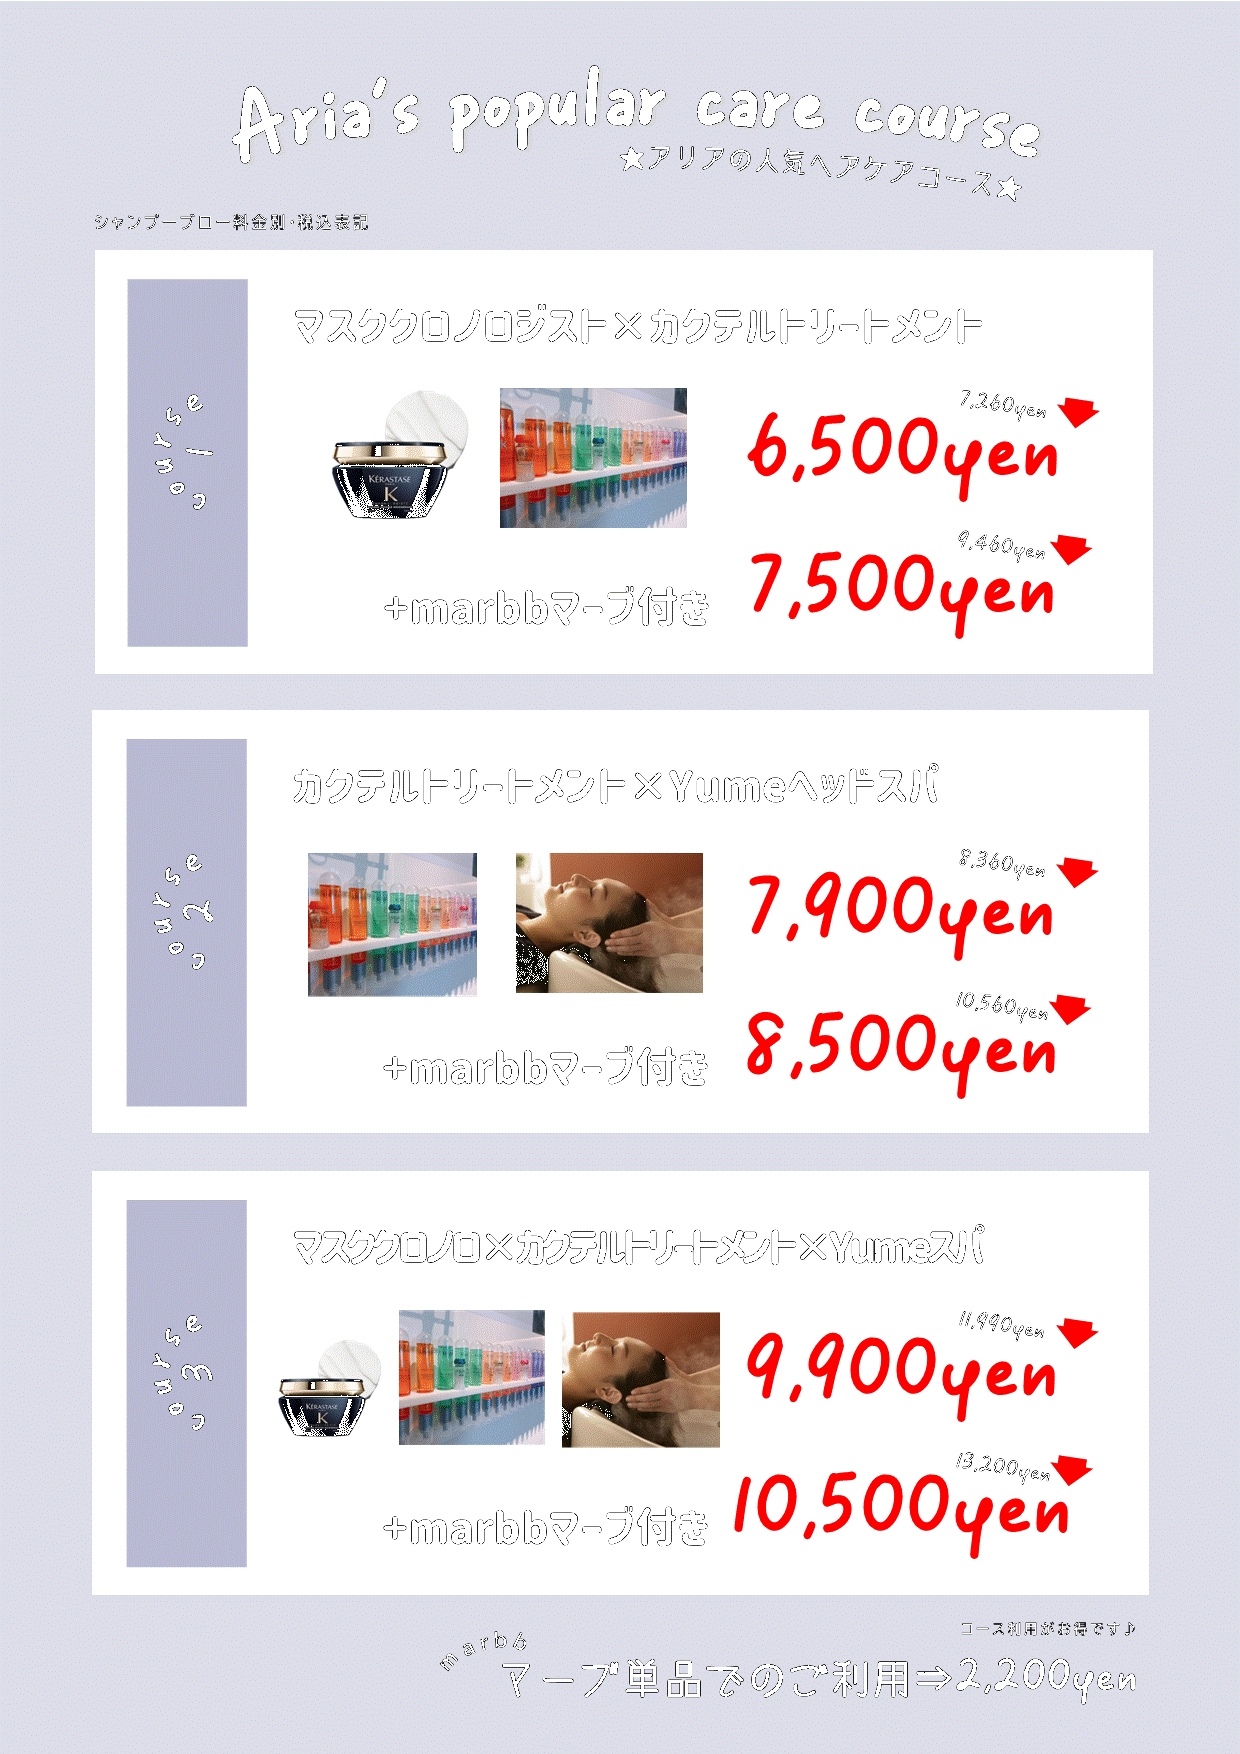 Aria's popular care course
★アリアの人気ヘアケアコース★
シャンプーブロー料金別・税込表記
course 1
マスククロノロジスト×カクテルトリートメント
KÉRASTASE
K
7,260yen
6,500yen
9,460yen
+marbbマーブ付き
7,500yen
course 2
カクテルトリートメント×Yumeヘッドスパ
8,360yen
7,900yen
10,560yen
+marbbマーブ付き
8,500yen
course 3
マスククロノロ×カクテルトリートメント×Yumeスパ
KÉRASTASE
K
11,990yen
9,900yen
13,200yen
+marbbマーブ付き
10,500yen
コース利用がお得です♪
marbb
マーブ単品でのご利用⇒2,200yen